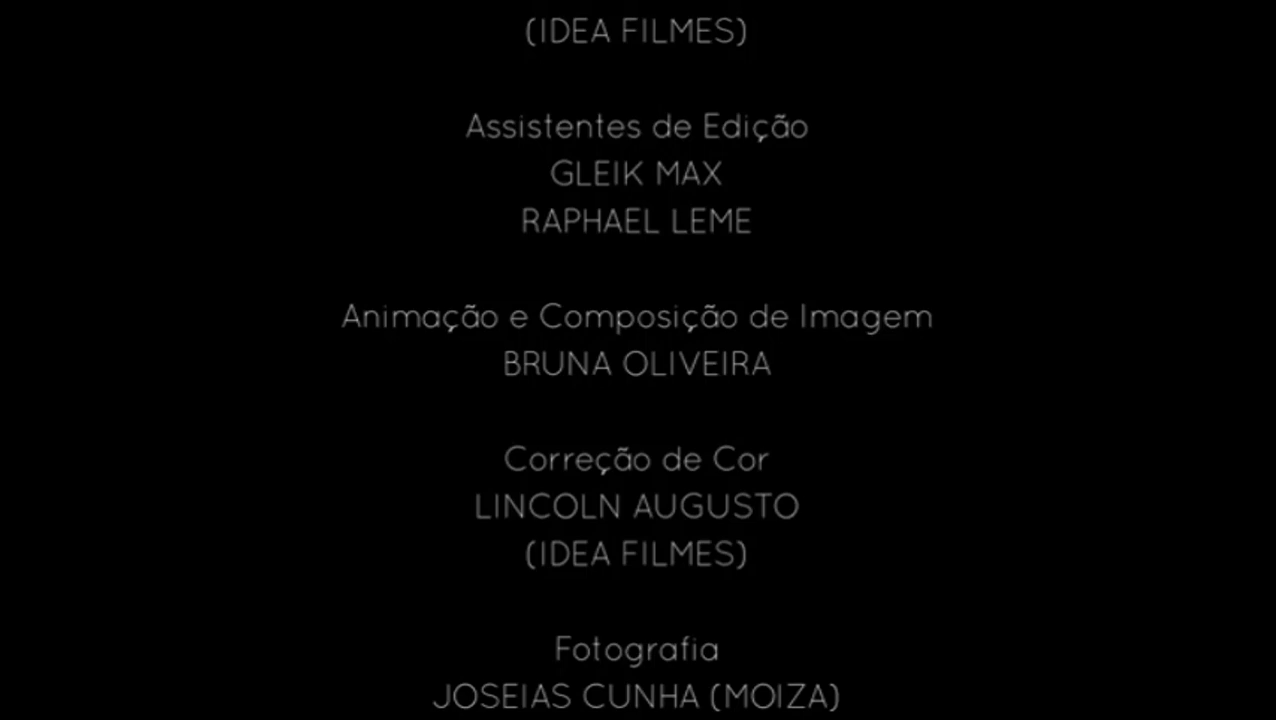 (IDEA FILMES)
Assistentes de Edição
GLEIK MAX
RAPHAEL LEME
Animação e Composição de Imagem
BRUNA OLIVEIRA
Correção de Cor
LINCOLN AUGUSTO
(IDEA FILMES)
Fotografia
JOSEIAS CUNHA (MOIZA)